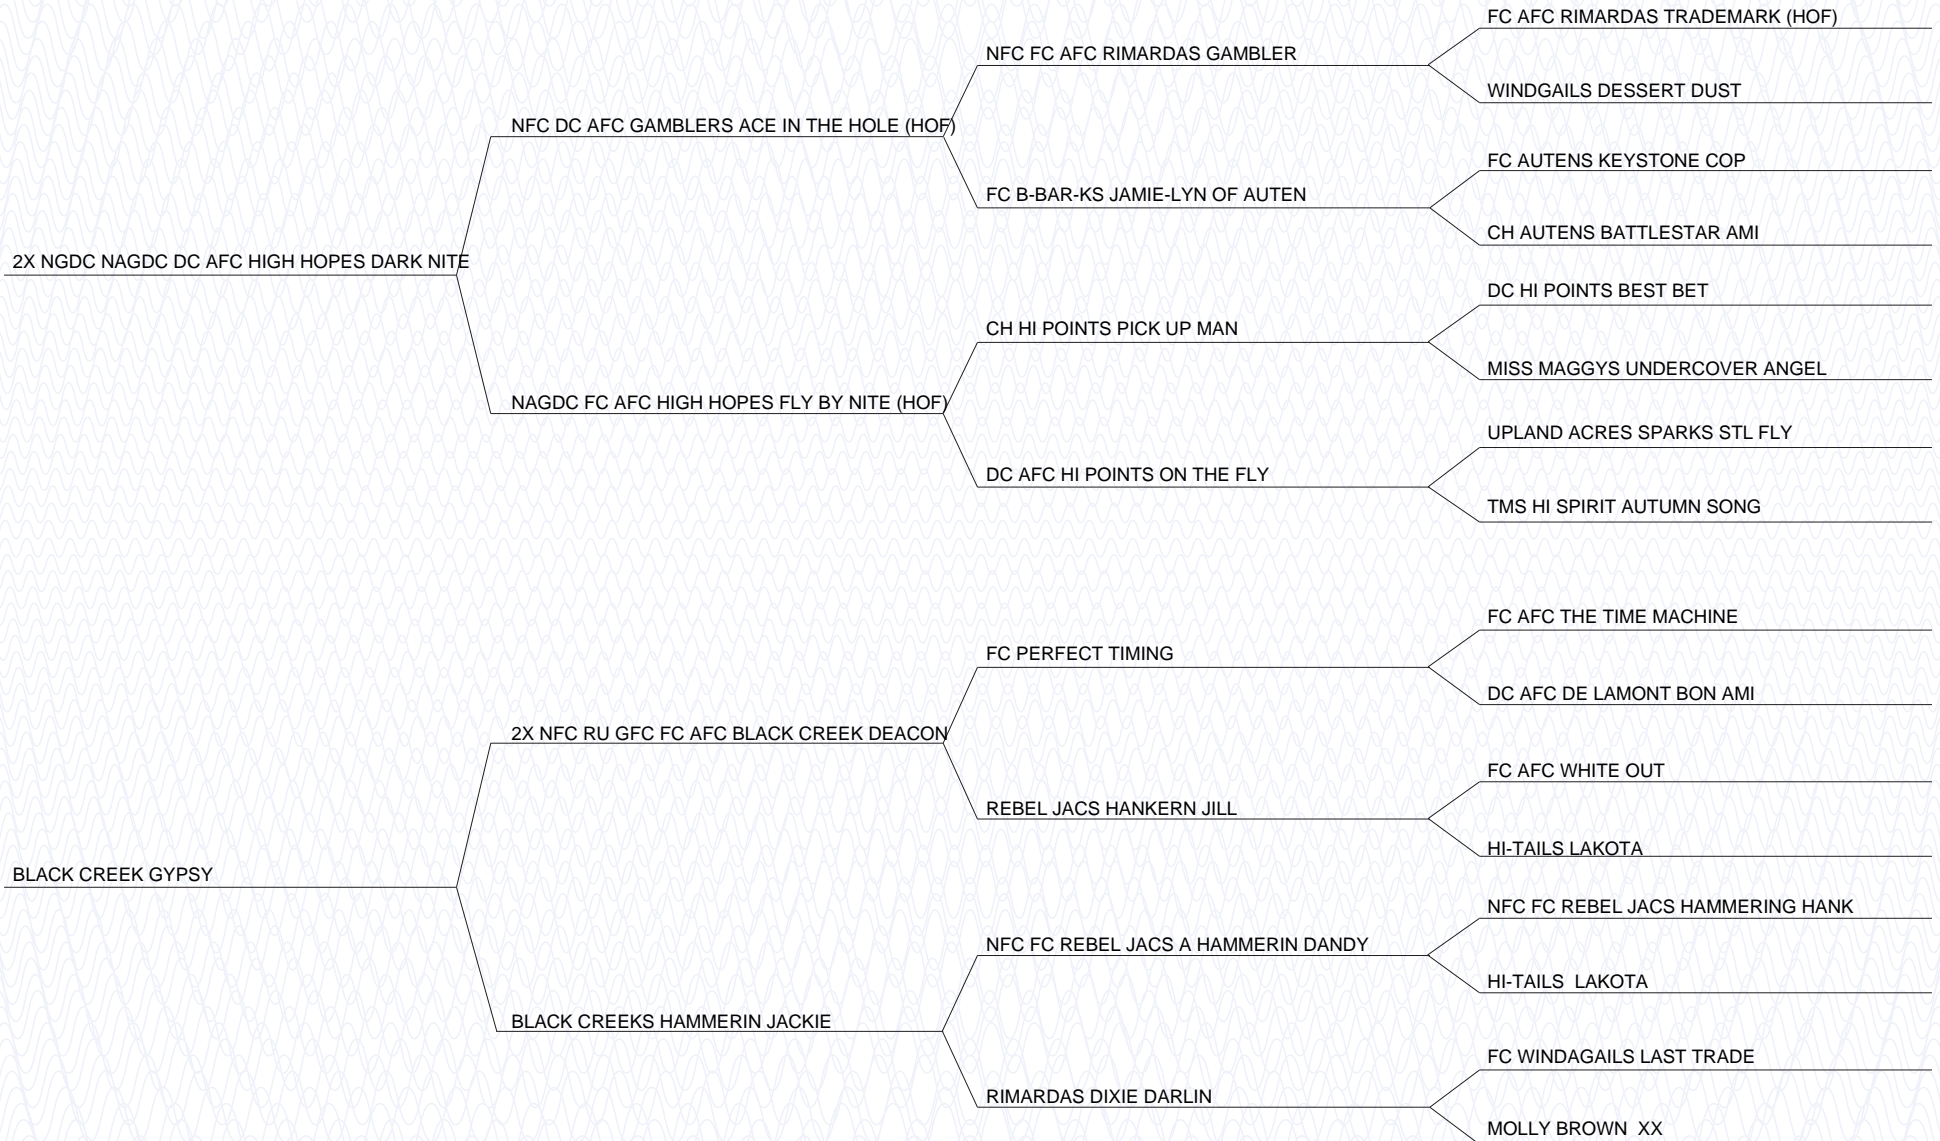 FC AFC RIMARDAS TRADEMARK (HOF)
NFC FC AFC RIMARDAS GAMBLER
WINDGAILS DESSERT DUST
NFC DC AFC GAMBLERS ACE IN THE HOLE (HOF)
FC AUTENS KEYSTONE COP
FC B-BAR-KS JAMIE-LYN OF AUTEN
CH AUTENS BATTLESTAR AMI
2X NGDC NAGDC DC AFC HIGH HOPES DARK NITE
DC HI POINTS BEST BET
CH HI POINTS PICK UP MAN
MISS MAGGYS UNDERCOVER ANGEL
NAGDC FC AFC HIGH HOPES FLY BY NITE (HOF)
UPLAND ACRES SPARKS STL FLY
DC AFC HI POINTS ON THE FLY
TMS HI SPIRIT AUTUMN SONG
FC AFC THE TIME MACHINE
FC PERFECT TIMING
DC AFC DE LAMONT BON AMI
2X NFC RU GFC FC AFC BLACK CREEK DEACON
FC AFC WHITE OUT
REBEL JACS HANKERN JILL
HI-TAILS LAKOTA
BLACK CREEK GYPSY
NFC FC REBEL JACS HAMMERING HANK
NFC FC REBEL JACS A HAMMERIN DANDY
HI-TAILS  LAKOTA
BLACK CREEKS HAMMERIN JACKIE
FC WINDAGAILS LAST TRADE
RIMARDAS DIXIE DARLIN
MOLLY BROWN  XX